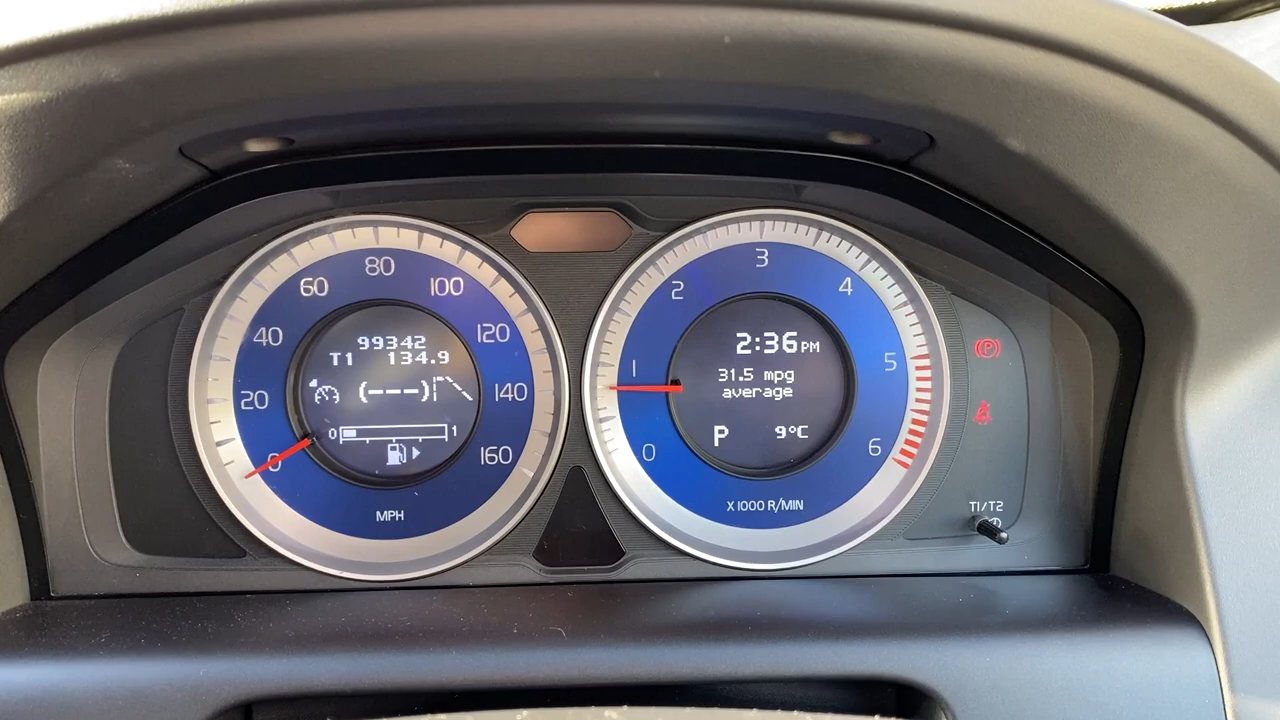 0
20
40
60
80
100
120
140
160
MPH
99342
T1 134.9
(---)
0 1
0
1
2
3
4
5
6
X1000 R/MIN
2:36PM
31.5 mpg
average
P 9°C
(P)
T1/T2